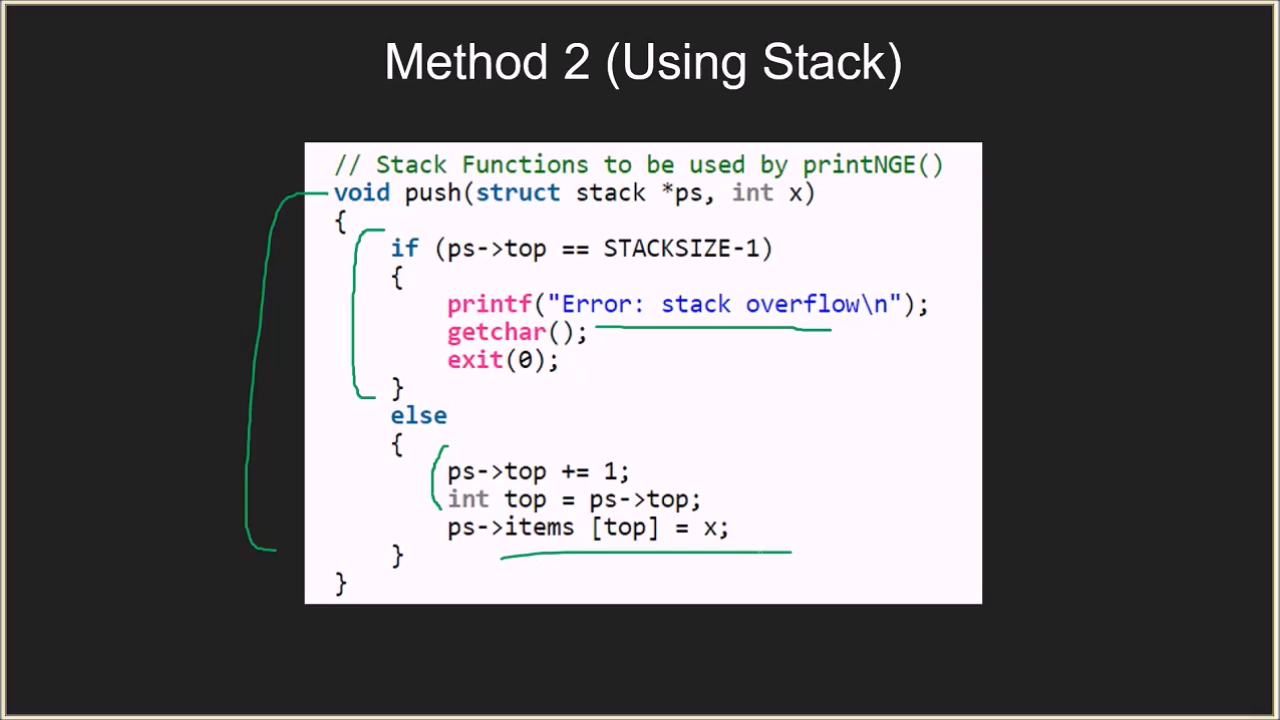 Method 2 (Using Stack)
// Stack Functions to be used by printNGE()
void push(struct stack *ps, int x)
{
if (ps->top == STACKSIZE-1)
{
printf("Error: stack overflow\n");
getchar();
exit(0);
}
else
{
ps->top += 1;
int top = ps->top;
ps->items [top] = x;
}
}